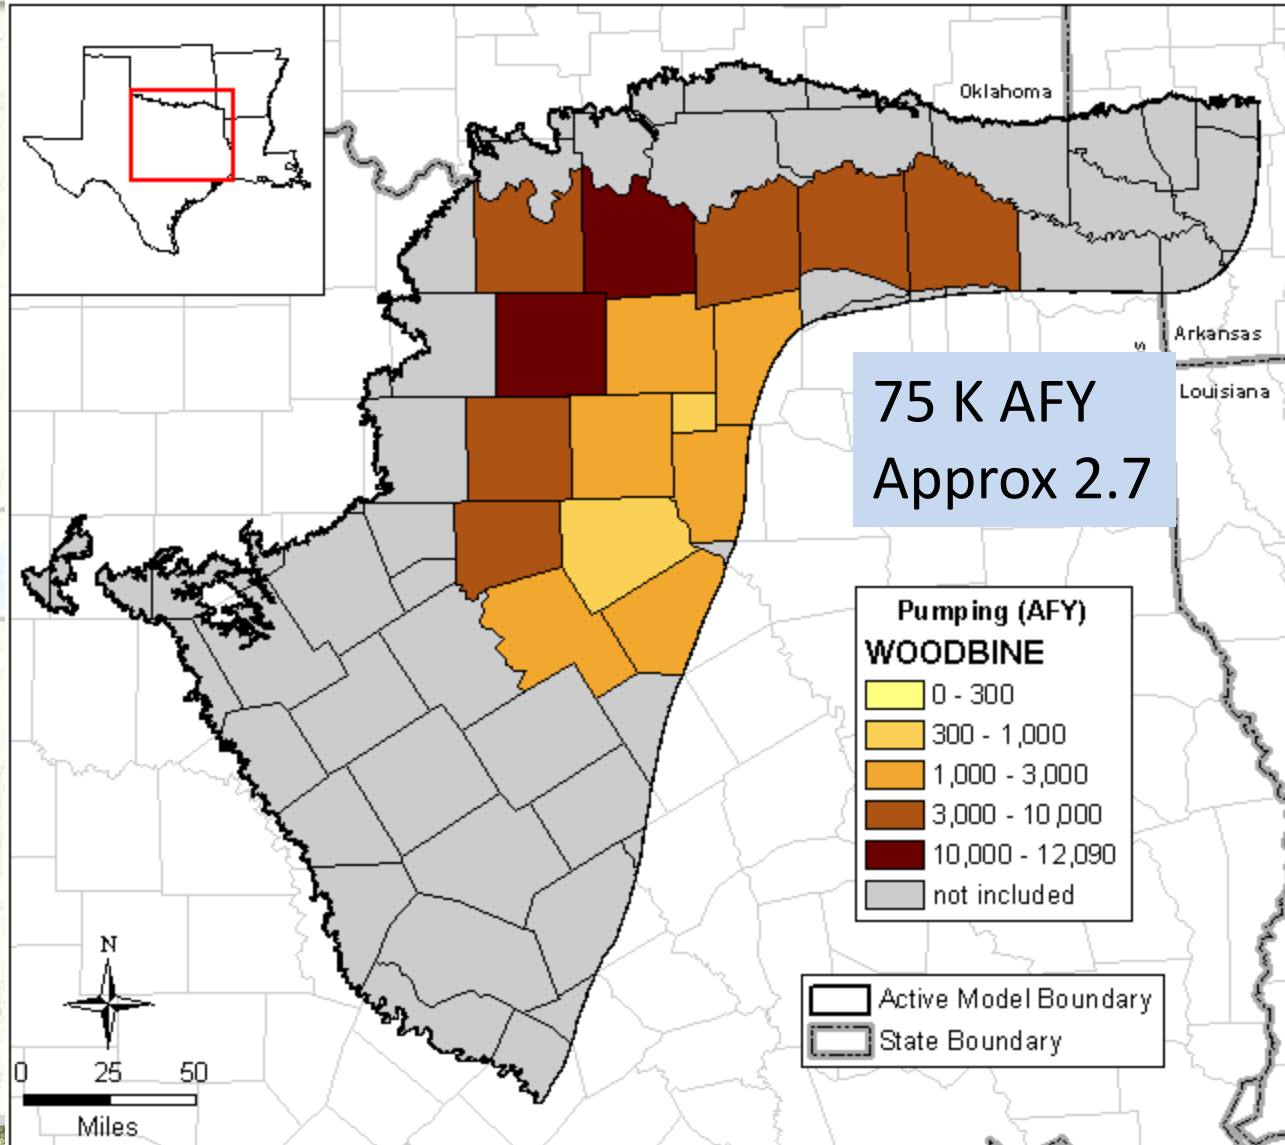 Oklahoma
Arkansas
S
Louisiana
75 K AFY
Approx 2.7
Pumping (AFY)
WOODBINE
0 - 300
300 - 1,000
1,000 - 3,000
3,000 - 10,000
10,000 - 12,090
not included
N
Active Model Boundary
State Boundary
0 25 50
Miles